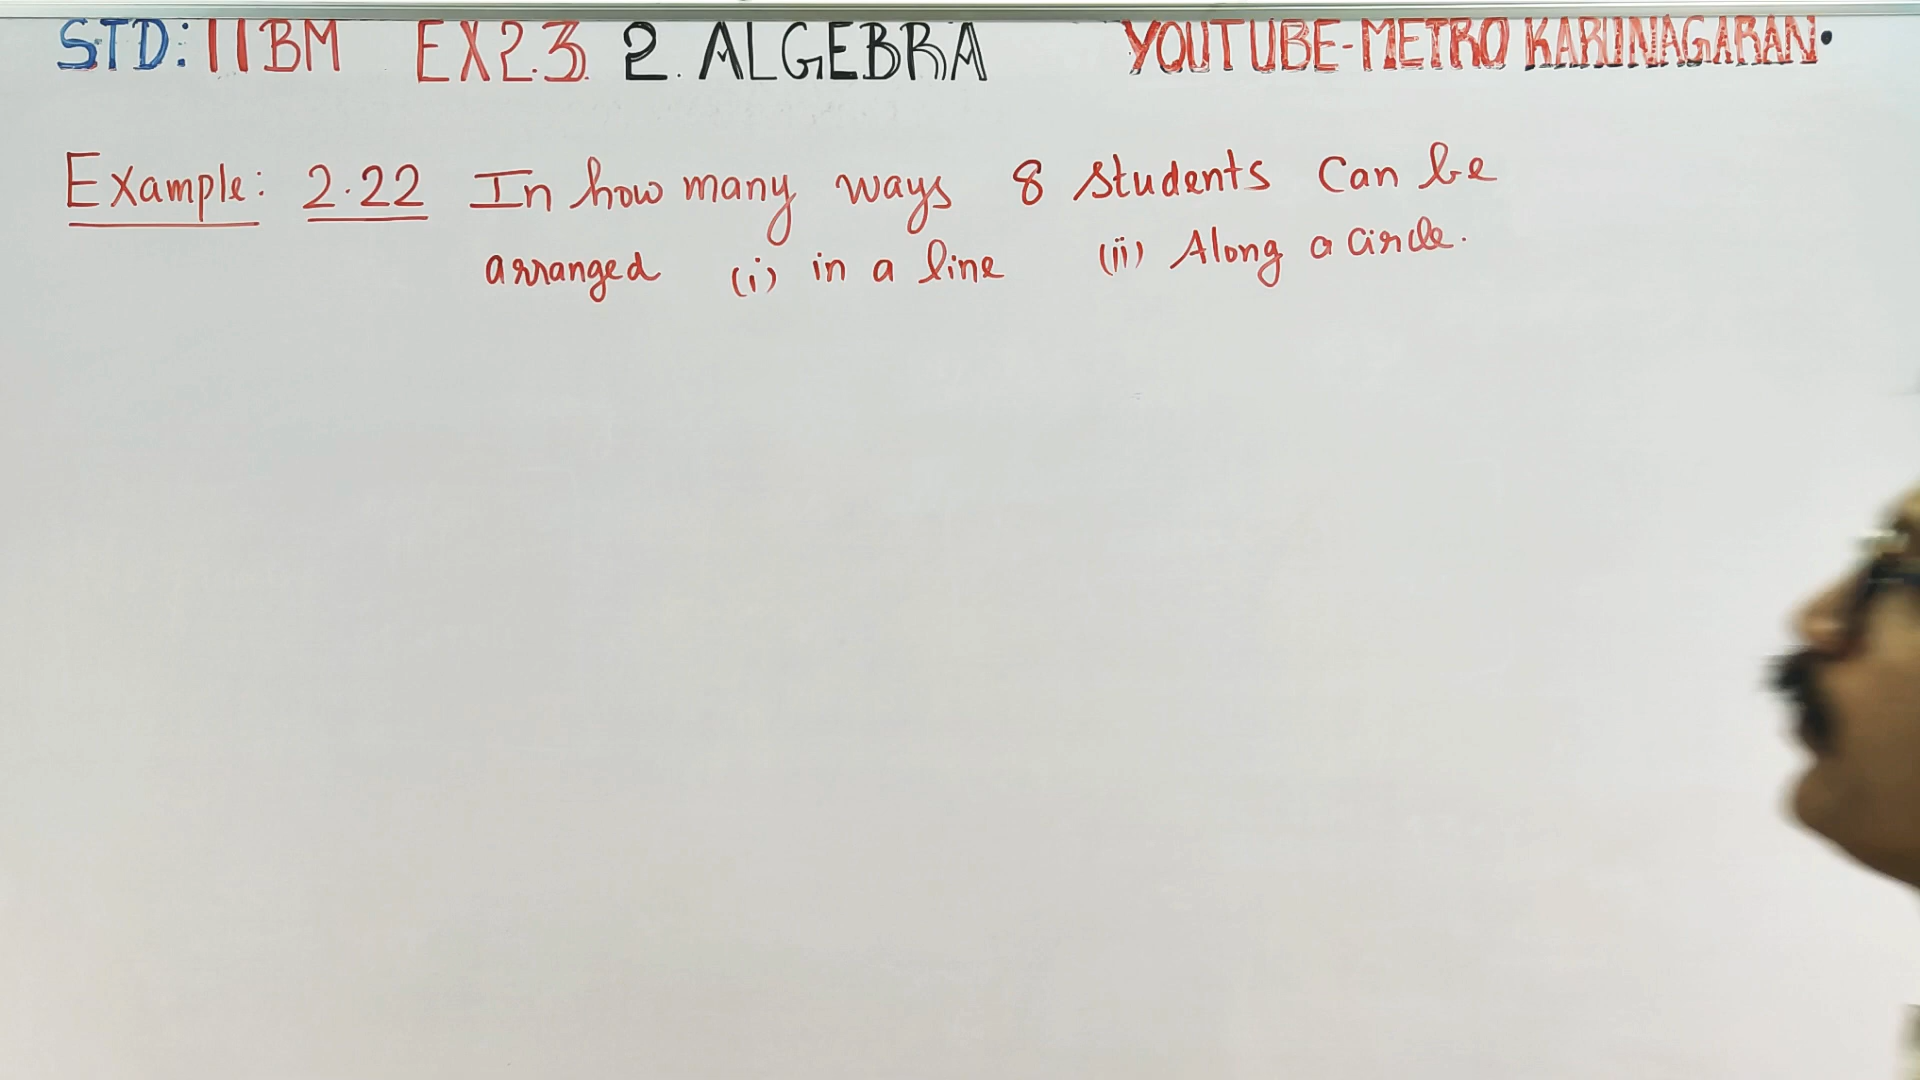 STD: 11BM EX2.3 2. ALGEBRA YOUTUBE-METRO KARUNAGARAN.
Example: 2.22 In how many ways 8 students can be
arranged (i) in a line (ii) Along a circle.